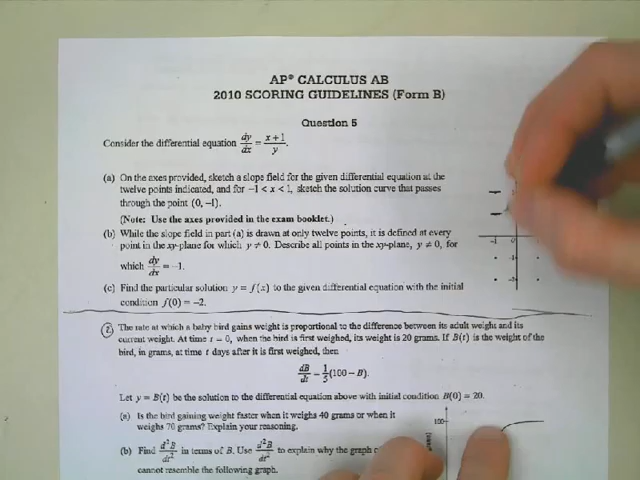 AP® CALCULUS AB
2010 SCORING GUIDELINES (Form B)
Question 5
Consider the differential equation dy/dx = x+1/y.
(a) On the axes provided, sketch a slope field for the given differential equation at the
twelve points indicated, and for −1 < x < 1, sketch the solution curve that passes
through the point (0, −1).
(Note: Use the axes provided in the exam booklet.)
(b) While the slope field in part (a) is drawn at only twelve points, it is defined at every
point in the xy-plane for which y ≠ 0. Describe all points in the xy-plane, y ≠ 0, for
which dy/dx = −1.
(c) Find the particular solution y = f(x) to the given differential equation with the initial
condition f(0) = −2.
The rate at which a baby bird gains weight is proportional to the difference between its adult weight and its
current weight. At time t = 0, when the bird is first weighed, its weight is 20 grams. If B(t) is the weight of the
bird, in grams, at time t days after it is first weighed, then
dB/dt = 1/5(100 − B).
Let y = B(t) be the solution to the differential equation above with initial condition B(0) = 20.
(a) Is the bird gaining weight faster when it weighs 40 grams or when it
weighs 70 grams? Explain your reasoning.
100
(b) Find d²B/dt² in terms of B. Use d²B/dt² to explain why the graph
cannot resemble the following graph.